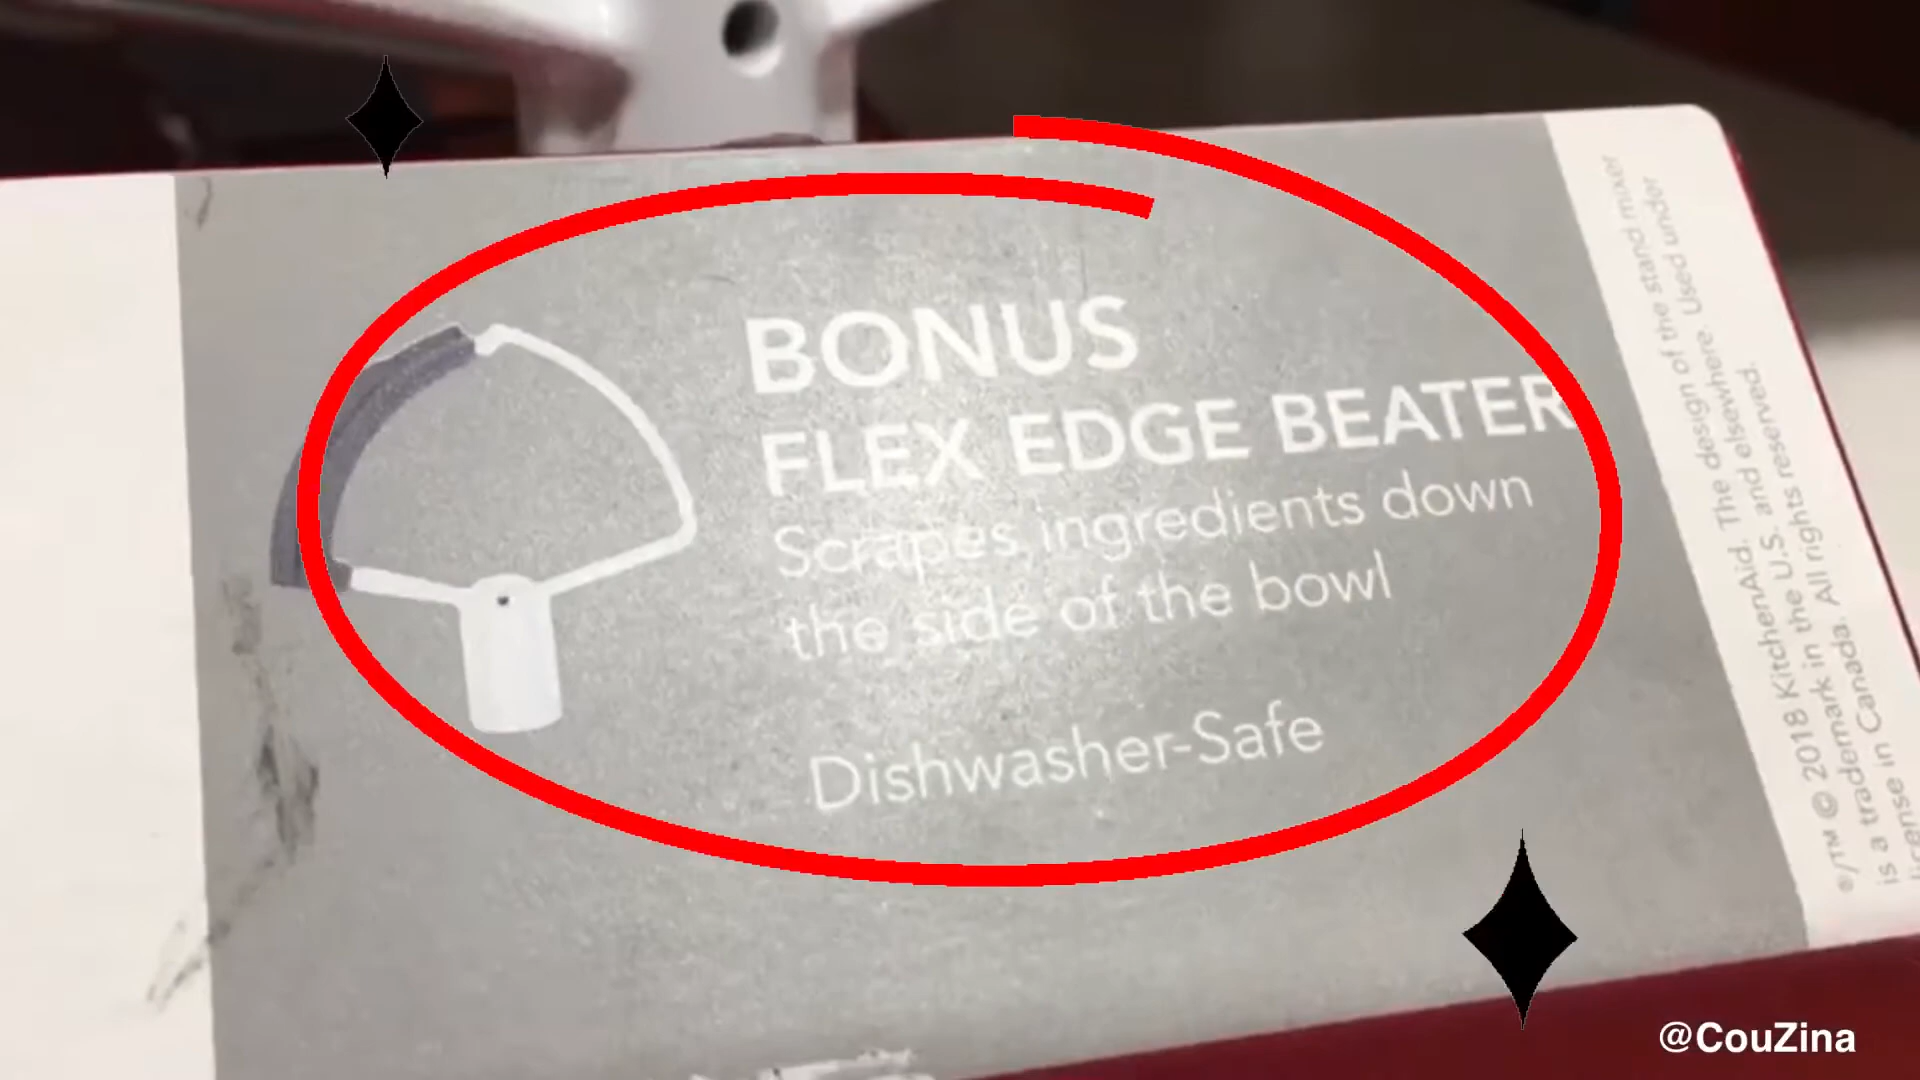 BONUS
FLEX EDGE BEATER
Scrapes ingredients down
the side of the bowl
Dishwasher-Safe
®/TM © 2018 KitchenAid. The design of the stand mixer
is a trademark in the U.S. and elsewhere. Used under
license in Canada. All rights reserved.
@CouZina